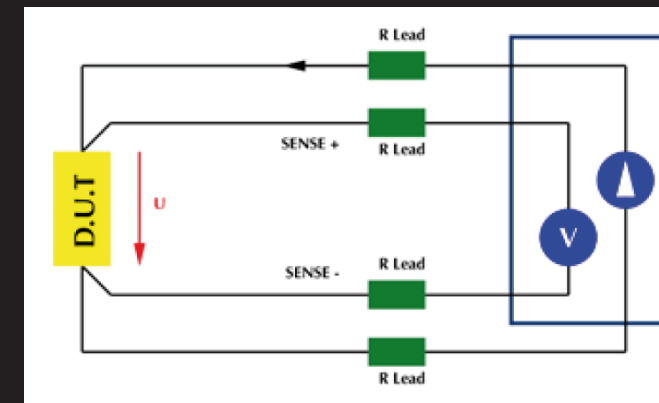 R Lead
SENSE +
R Lead
D.U.T
U
V
SENSE -
R Lead
R Lead